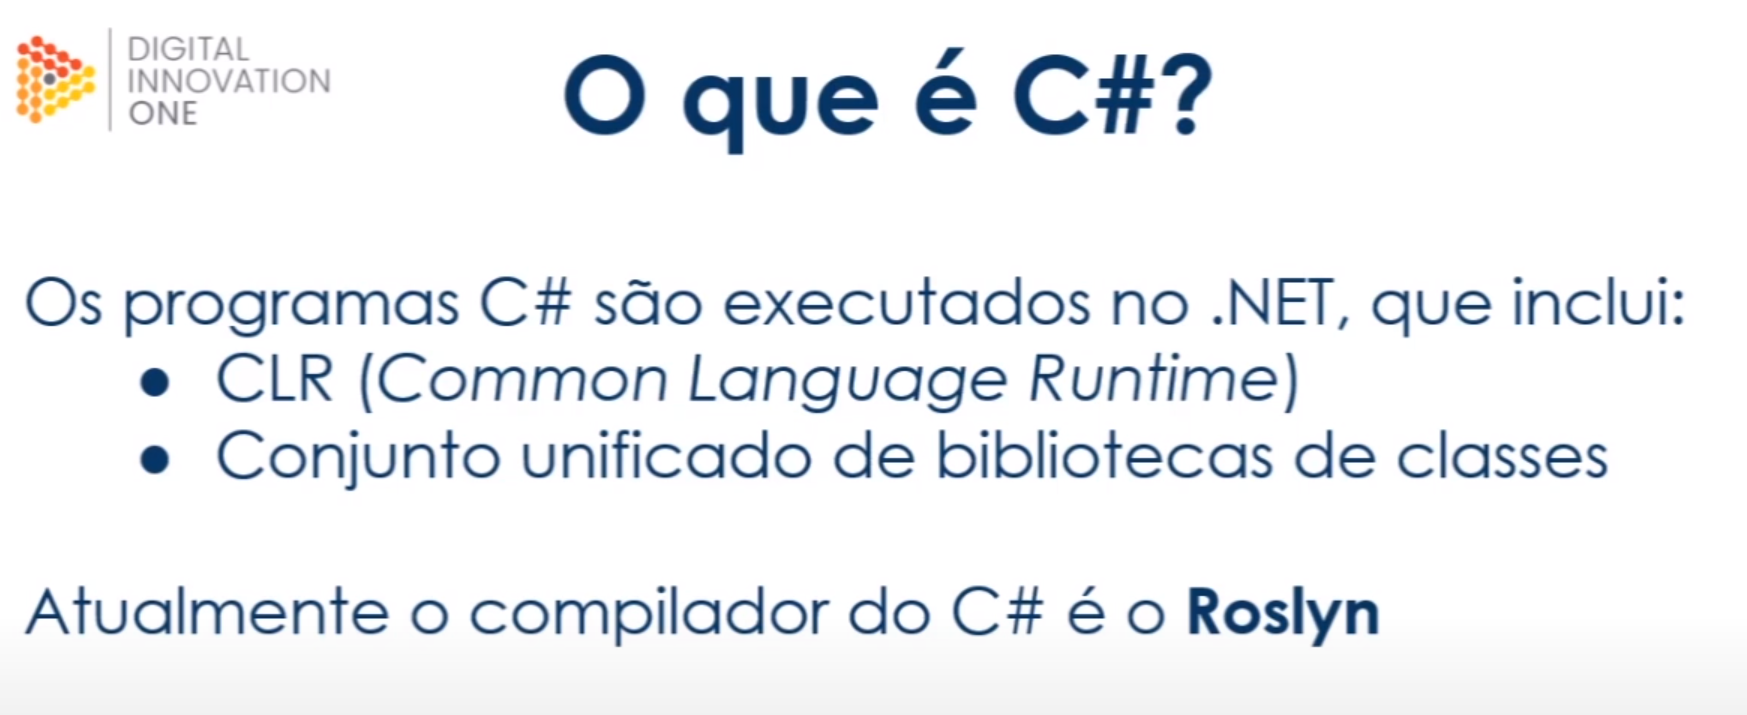 DIGITAL
INNOVATION
ONE
O que é C#?
Os programas C# são executados no .NET, que inclui:
● CLR (Common Language Runtime)
● Conjunto unificado de bibliotecas de classes
Atualmente o compilador do C# é o Roslyn